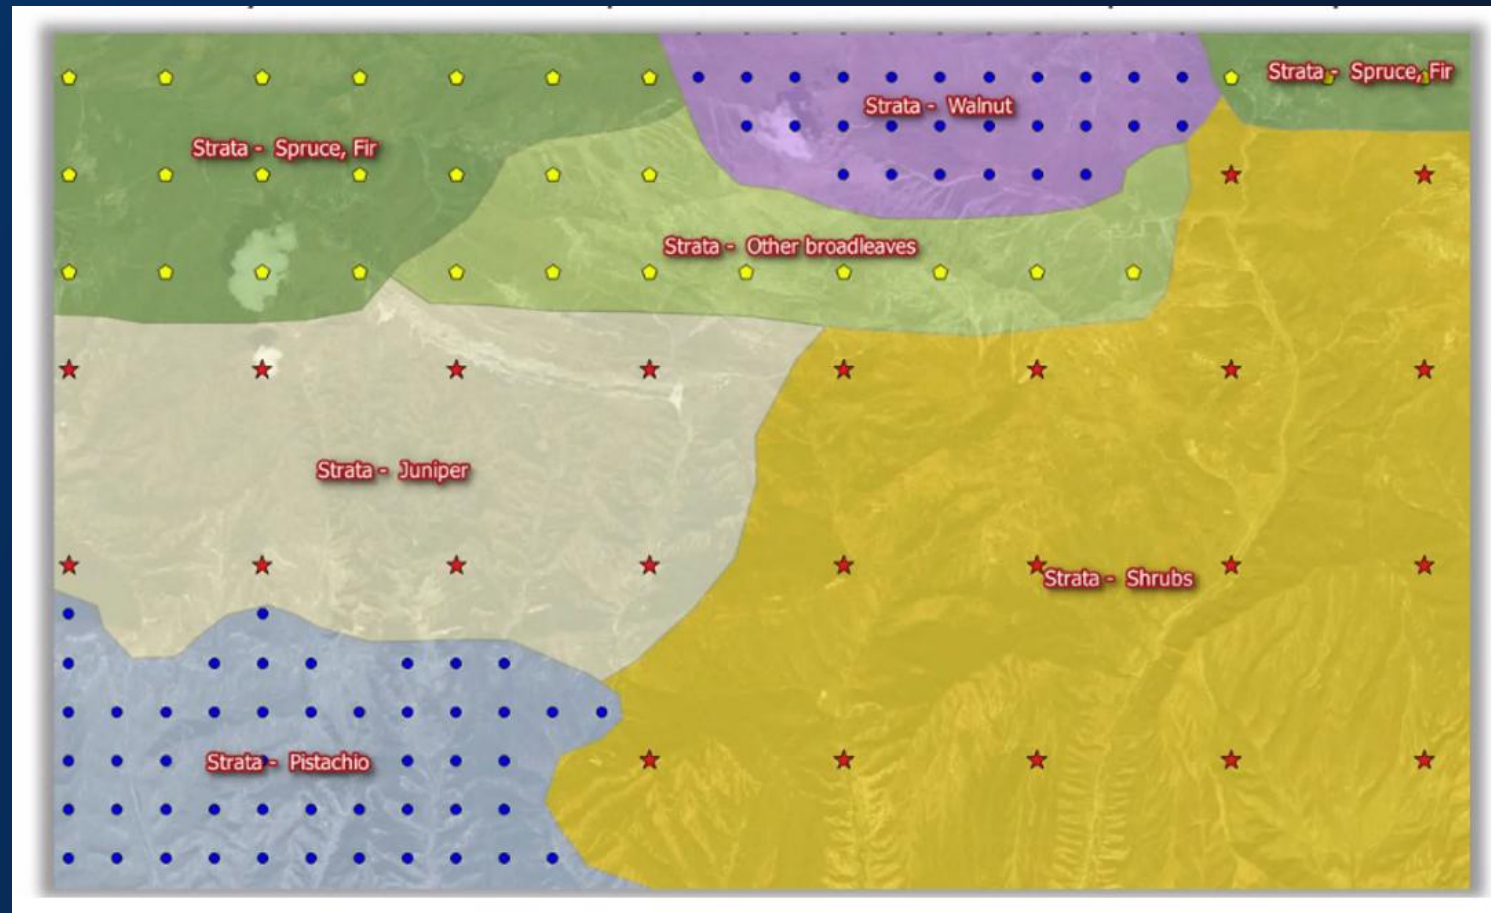 Strata - Spruce, Fir
Strata - Walnut
Strata - Spruce, Fir
Strata - Other broadleaves
Strata - Juniper
Strata - Shrubs
Strata - Pistachio